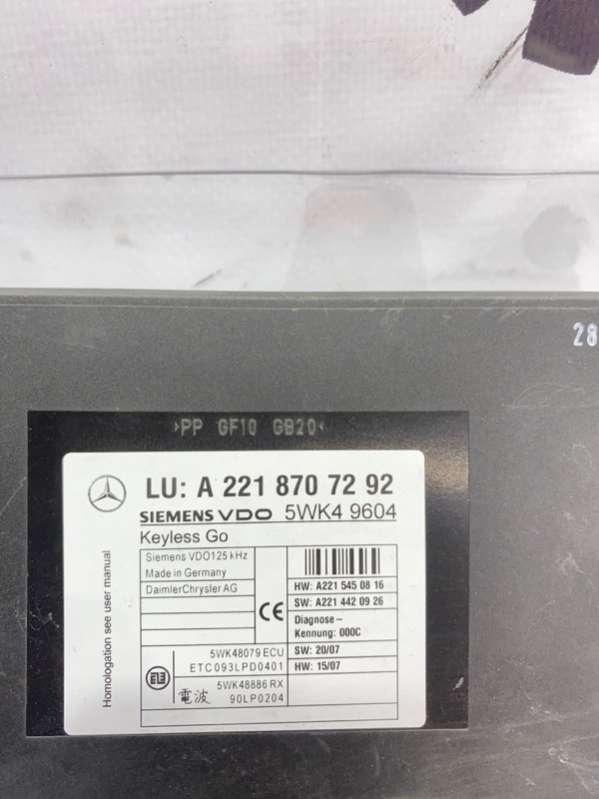 28
›PP GF10 GB20‹
LU: A 221 870 72 92
SIEMENS VDO 5WK4 9604
Keyless Go
Siemens VDO125 kHz
Made in Germany
DaimlerChrysler AG
HW: A221 545 08 16
SW: A221 442 09 26
Diagnose –
Kennung: 000C
SW: 20/07
HW: 15/07
CE
5WK48079 ECU
ETC093LPD0401
5WK48886 RX
電波 90LP0204
Homologation see user manual